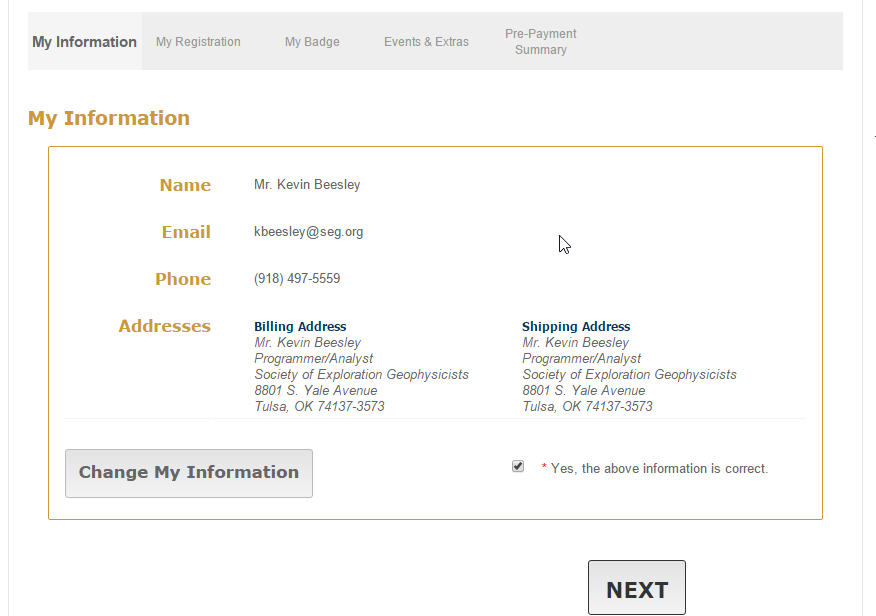 My Information
My Registration
My Badge
Events & Extras
Pre-Payment
Summary
My Information
Name
Mr. Kevin Beesley
Email
kbeesley@seg.org
Phone
(918) 497-5559
Addresses
Billing Address
Mr. Kevin Beesley
Programmer/Analyst
Society of Exploration Geophysicists
8801 S. Yale Avenue
Tulsa, OK 74137-3573
Shipping Address
Mr. Kevin Beesley
Programmer/Analyst
Society of Exploration Geophysicists
8801 S. Yale Avenue
Tulsa, OK 74137-3573
Change My Information
* Yes, the above information is correct.
NEXT